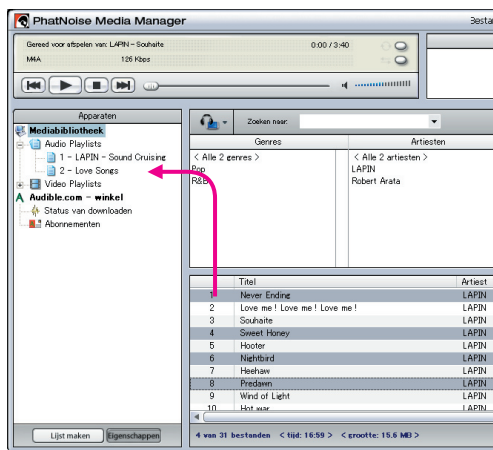 PhatNoise Media Manager
Gereed voor afspelen van: LAPIN - Souhaite 0:00 / 3:40
M4A 126 Kbps
Apparaten
Mediabibliotheek
Audio Playlists
1 - LAPIN - Sound Cruising
2 - Love Songs
Video Playlists
Audible.com - winkel
Status van downloaden
Abonnementen
Zoeken naar:
Genres Artiesten
< Alle 2 genres > < Alle 2 artiesten >
Pop LAPIN
R&B Robert Arata
Titel Artiest
1 Never Ending LAPIN
2 Love me ! Love me ! Love me ! LAPIN
3 Souhaite LAPIN
4 Sweet Honey LAPIN
5 Hooter LAPIN
6 Nightbird LAPIN
7 Heehaw LAPIN
8 Predawn LAPIN
9 Wind of Light LAPIN
10 Hot war LAPIN
Lijst maken Eigenschappen
4 van 31 bestanden < tijd: 16:59 > < grootte: 15.6 MB >